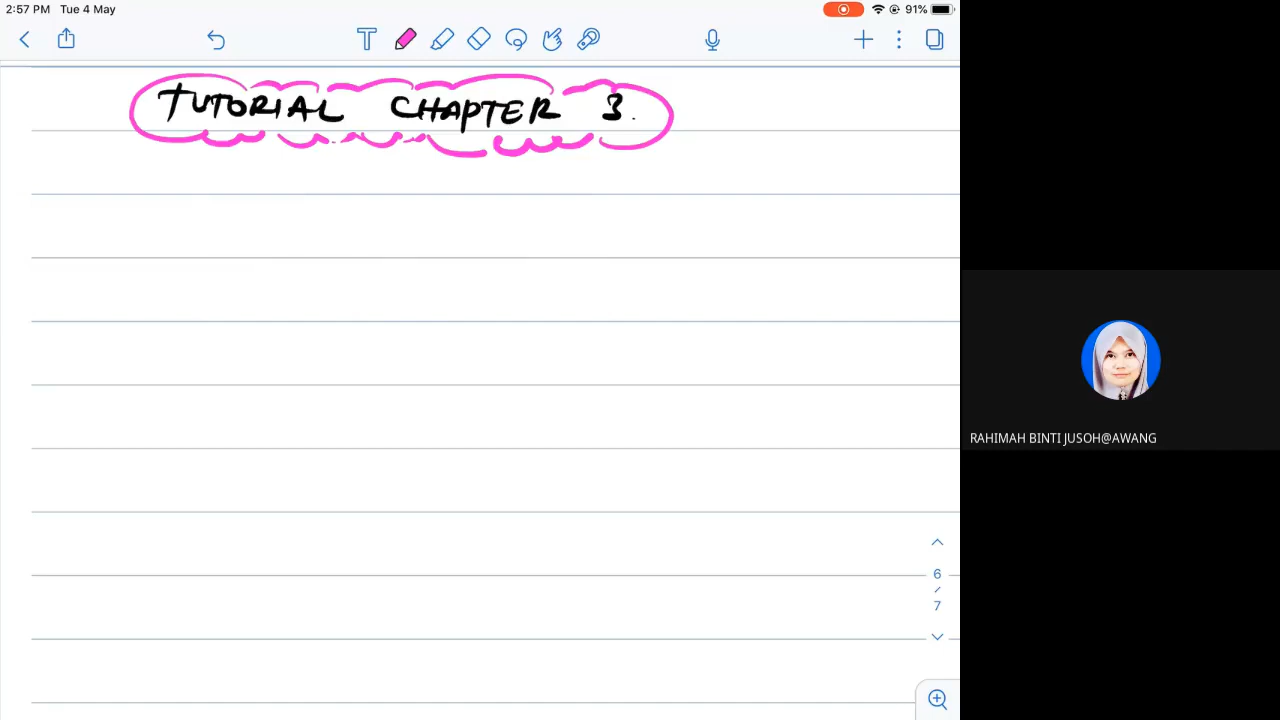 2:57 PM Tue 4 May 91%
TUTORIAL CHAPTER 3.
6
/
7
RAHIMAH BINTI JUSOH@AWANG